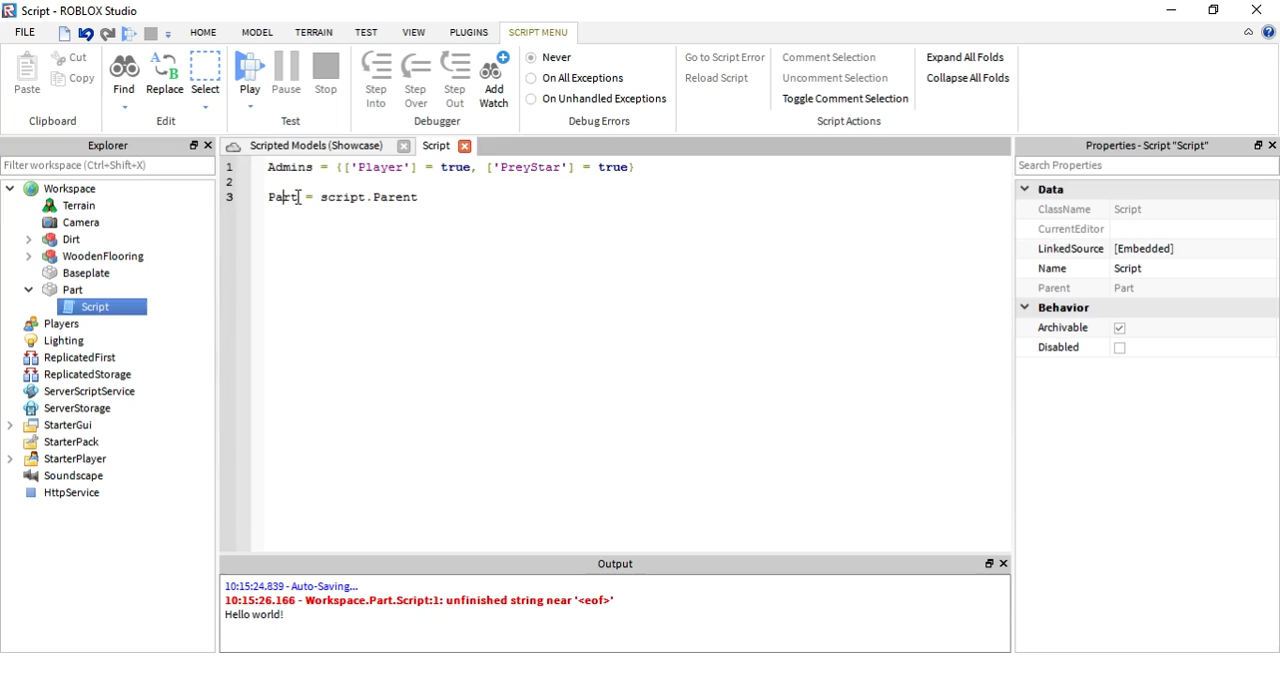 Script - ROBLOX Studio
FILE HOME MODEL TERRAIN TEST VIEW PLUGINS SCRIPT MENU
Paste Cut Copy Clipboard
Find Replace Select Edit
Play Pause Stop Test
Step Into Step Over Step Out Add Watch Debugger
Never
On All Exceptions
On Unhandled Exceptions
Debug Errors
Go to Script Error
Reload Script
Comment Selection
Uncomment Selection
Toggle Comment Selection
Script Actions
Expand All Folds
Collapse All Folds
Explorer
Filter workspace (Ctrl+Shift+X)
Workspace
Terrain
Camera
Dirt
WoodenFlooring
Baseplate
Part
Script
Players
Lighting
ReplicatedFirst
ReplicatedStorage
ServerScriptService
ServerStorage
StarterGui
StarterPack
StarterPlayer
Soundscape
HttpService
Scripted Models (Showcase) Script
1 Admins = {['Player'] = true, ['PreyStar'] = true}
2
3 Part = script.Parent
Output
10:15:24.839 - Auto-Saving...
10:15:26.166 - Workspace.Part.Script:1: unfinished string near '<eof>'
Hello world!
Properties - Script "Script"
Search Properties
Data
ClassName Script
CurrentEditor
LinkedSource [Embedded]
Name Script
Parent Part
Behavior
Archivable
Disabled